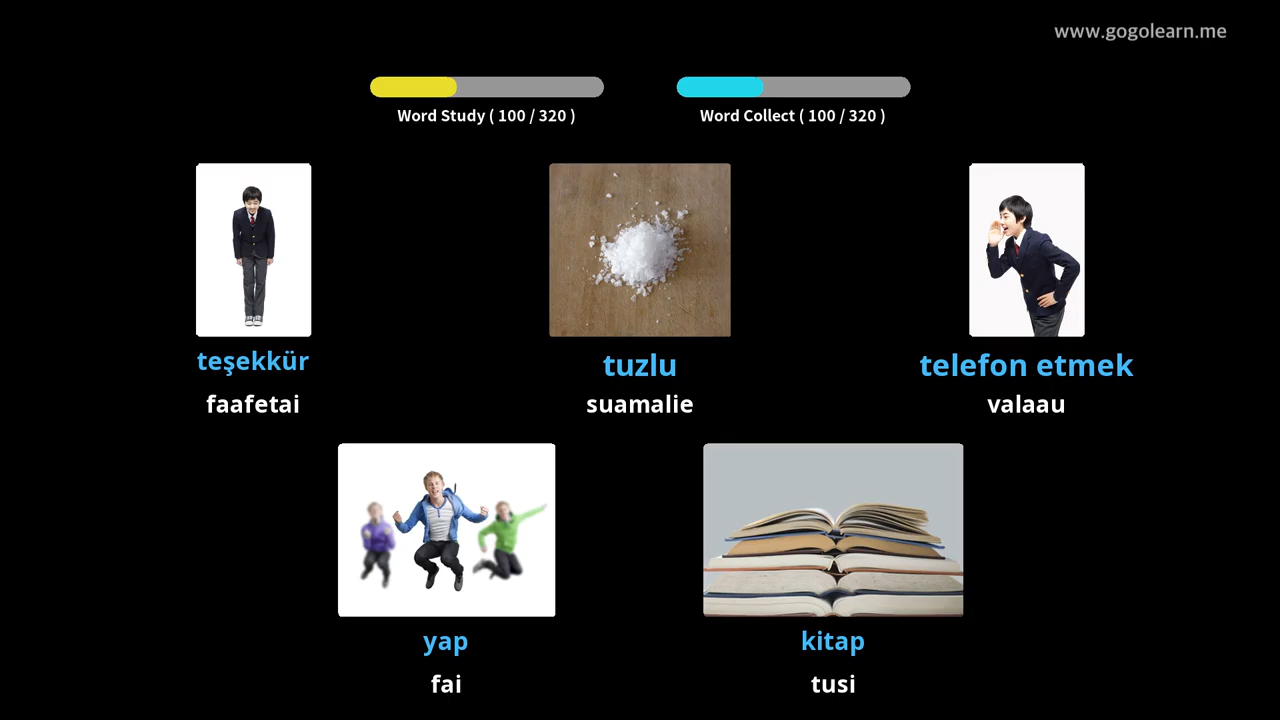 www.gogolearn.me
Word Study ( 100 / 320 )
Word Collect ( 100 / 320 )
teşekkür
faafetai
tuzlu
suamalie
telefon etmek
valaau
yap
fai
kitap
tusi